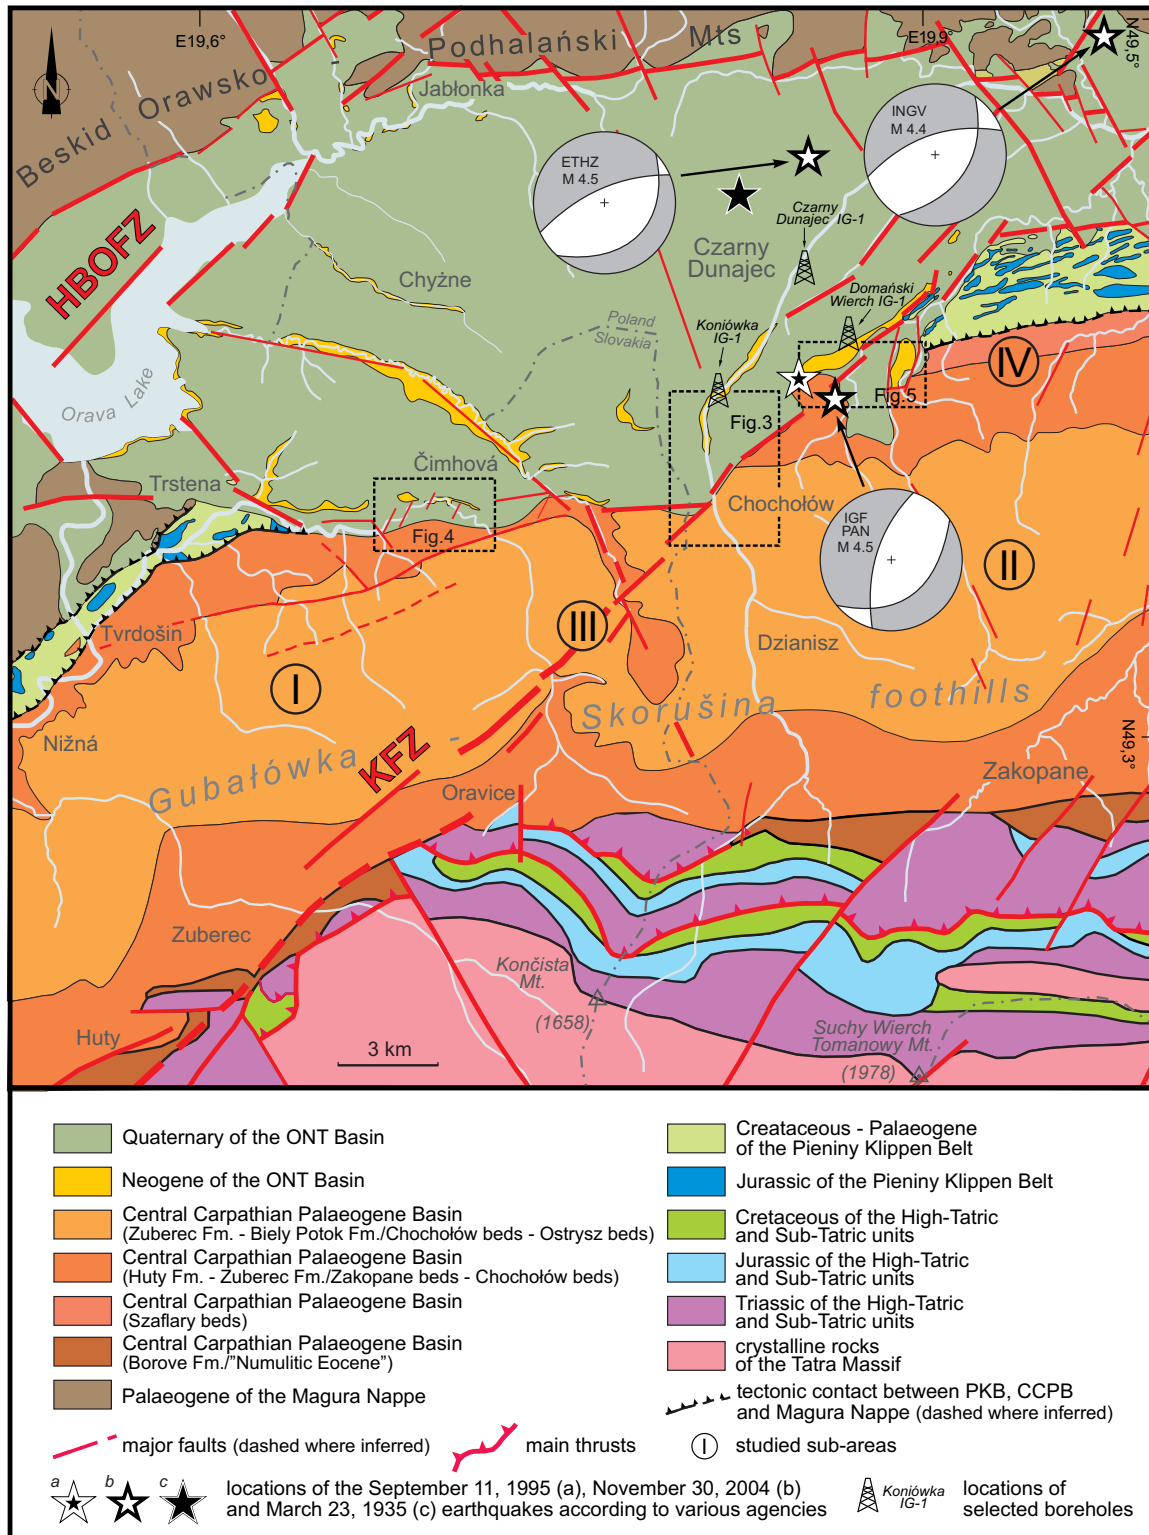 E19,6°
E19,9°
N49,5°
Podhalański Mts
Beskid Orawsko
Jabłonka
N
INGV
M 4.4
ETHZ
M 4.5
Czarny
Dunajec IG-1
Czarny
Dunajec
HBOFZ
Chyżne
Domański
Wierch IG-1
Poland
Slovakia
Koniówka
IG-1
IV
Orava Lake
Fig.3
Fig.5
Čimhová
Trstena
Chochołów
Fig.4
IGF
PAN
M 4.5
II
III
Tvrdošin
Dzianisz
I
Skorušina foothills
Nižná
N49,3°
KFZ
Gubałówka -
Zakopane
Oravice
Zuberec
Končista
Mt.
(1658)
Suchy Wierch
Tomanowy Mt.
(1978)
Huty
3 km
Quaternary of the ONT Basin
Neogene of the ONT Basin
Central Carpathian Palaeogene Basin
(Zuberec Fm. - Biely Potok Fm./Chochołów beds - Ostrysz beds)
Central Carpathian Palaeogene Basin
(Huty Fm. - Zuberec Fm./Zakopane beds - Chochołów beds)
Central Carpathian Palaeogene Basin
(Szaflary beds)
Central Carpathian Palaeogene Basin
(Borove Fm./"Numulitic Eocene")
Palaeogene of the Magura Nappe
Creataceous - Palaeogene
of the Pieniny Klippen Belt
Jurassic of the Pieniny Klippen Belt
Cretaceous of the High-Tatric
and Sub-Tatric units
Jurassic of the High-Tatric
and Sub-Tatric units
Triassic of the High-Tatric
and Sub-Tatric units
crystalline rocks
of the Tatra Massif
tectonic contact between PKB, CCPB
and Magura Nappe (dashed where inferred)
major faults (dashed where inferred)
main thrusts
I studied sub-areas
a b c
locations of the September 11, 1995 (a), November 30, 2004 (b)
and March 23, 1935 (c) earthquakes according to various agencies
Koniówka
IG-1
locations of
selected boreholes